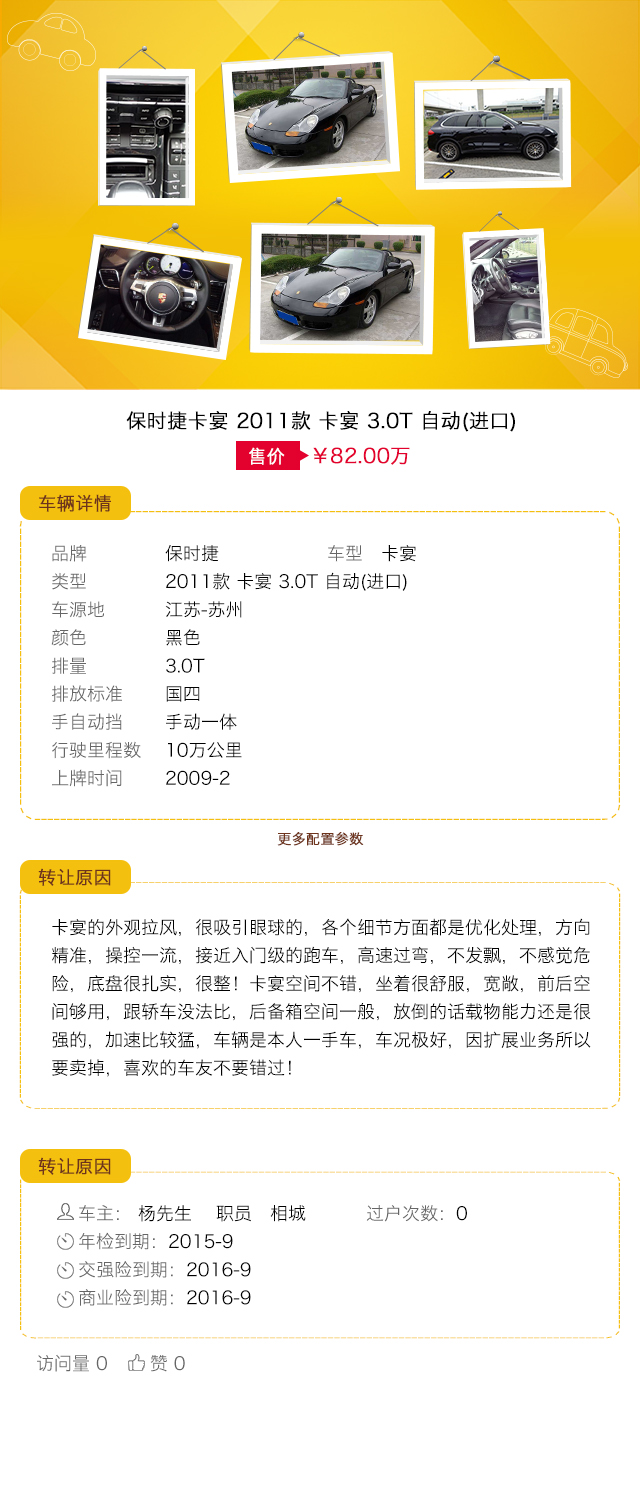 保时捷卡宴 2011款 卡宴 3.0T 自动(进口)
售价 ¥82.00万
车辆详情
品牌 保时捷 车型 卡宴
类型 2011款 卡宴 3.0T 自动(进口)
车源地 江苏-苏州
颜色 黑色
排量 3.0T
排放标准 国四
手自动挡 手动一体
行驶里程数 10万公里
上牌时间 2009-2
更多配置参数
转让原因
卡宴的外观拉风，很吸引眼球的，各个细节方面都是优化处理，方向
精准，操控一流，接近入门级的跑车，高速过弯，不发飘，不感觉危
险，底盘很扎实，很整！卡宴空间不错，坐着很舒服，宽敞，前后空
间够用，跟轿车没法比，后备箱空间一般，放倒的话载物能力还是很
强的，加速比较猛，车辆是本人一手车，车况极好，因扩展业务所以
要卖掉，喜欢的车友不要错过！
转让原因
车主： 杨先生 职员 相城 过户次数：0
年检到期：2015-9
交强险到期：2016-9
商业险到期：2016-9
访问量 0 赞 0